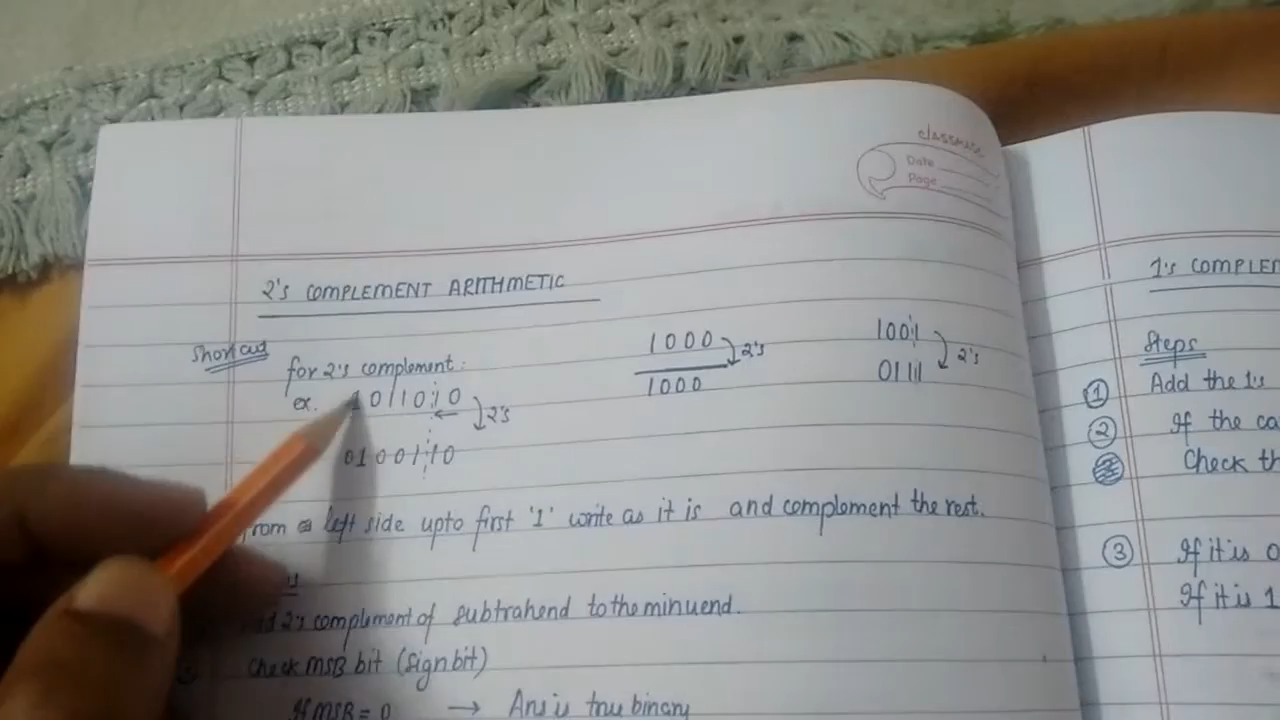 classmate
Date
Page
2's COMPLEMENT ARITHMETIC
Shortcut
for 2's complement:
ex. 1011010 2's
0100110
1000 2's
1000
1001 2's
0111
from a left side upto first '1' write as it is and complement the rest.
2's complement of subtrahend to the minuend.
Check MSB bit (Sign bit)
If MSB = 0 → Ans is true binary
1's COMPLEM
Steps
① Add the 1's
② If the ca
Check th
③ If it is 0
If it is 1